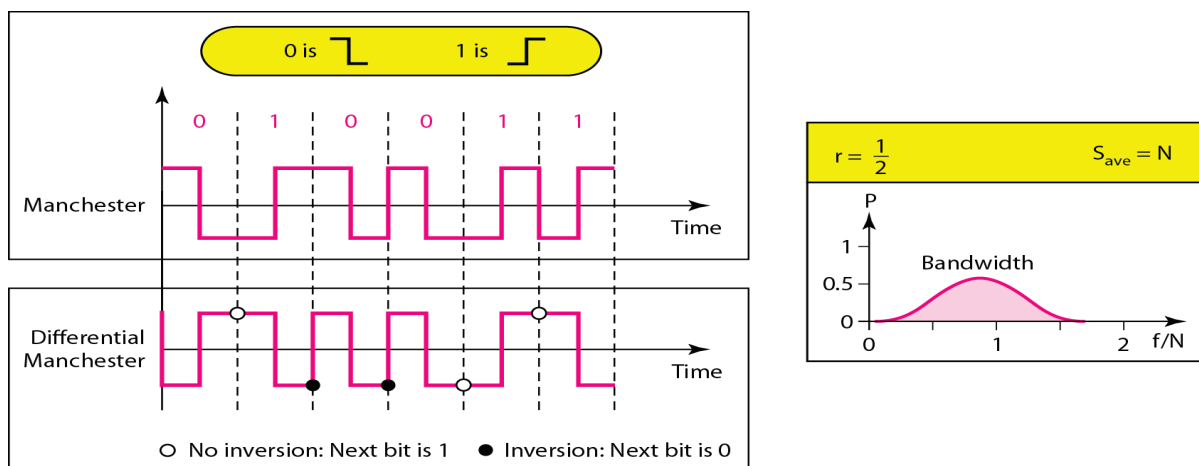 0 is 1 is
0 1 0 0 1 1
Manchester
Time
Differential
Manchester
Time
No inversion: Next bit is 1 Inversion: Next bit is 0
r = 1/2 S_ave = N
P
1
Bandwidth
0.5
0
0 1 2 f/N